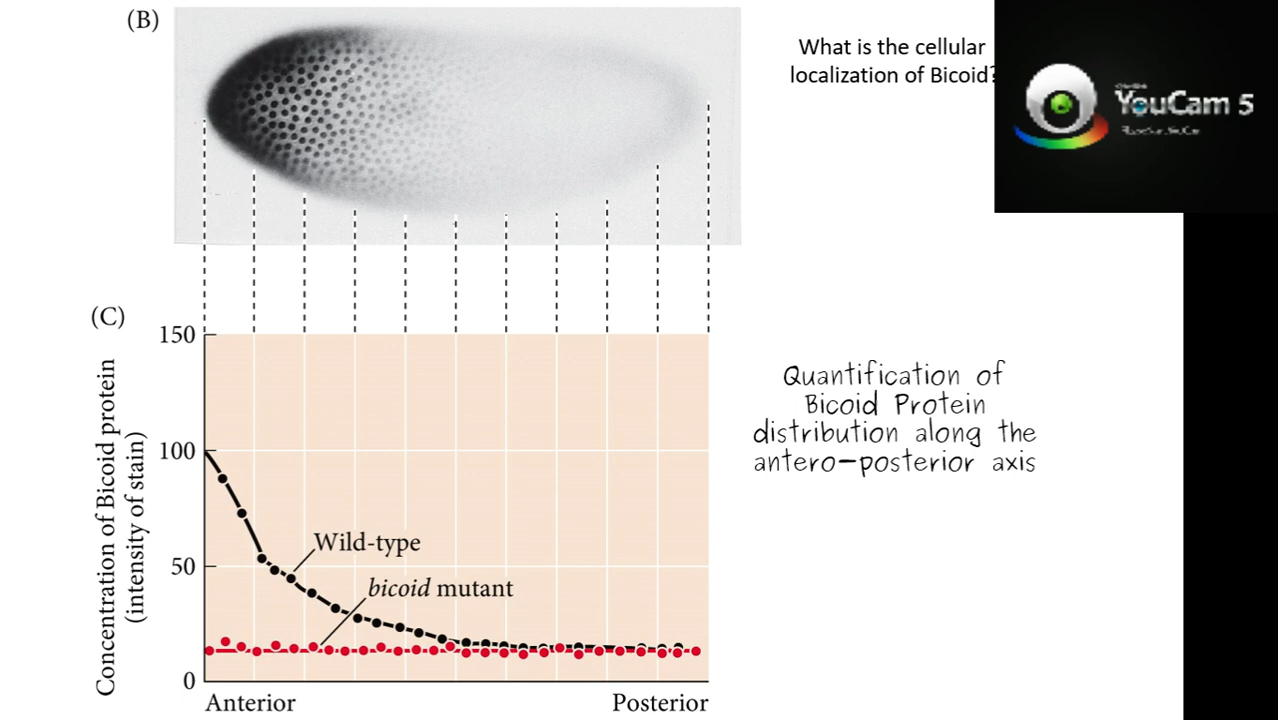 (B)
What is the cellular
localization of Bicoid?
YouCam 5
(C)
150
100
50
0
Concentration of Bicoid protein
(intensity of stain)
Wild-type
bicoid mutant
Anterior
Posterior
Quantification of
Bicoid Protein
distribution along the
antero-posterior axis